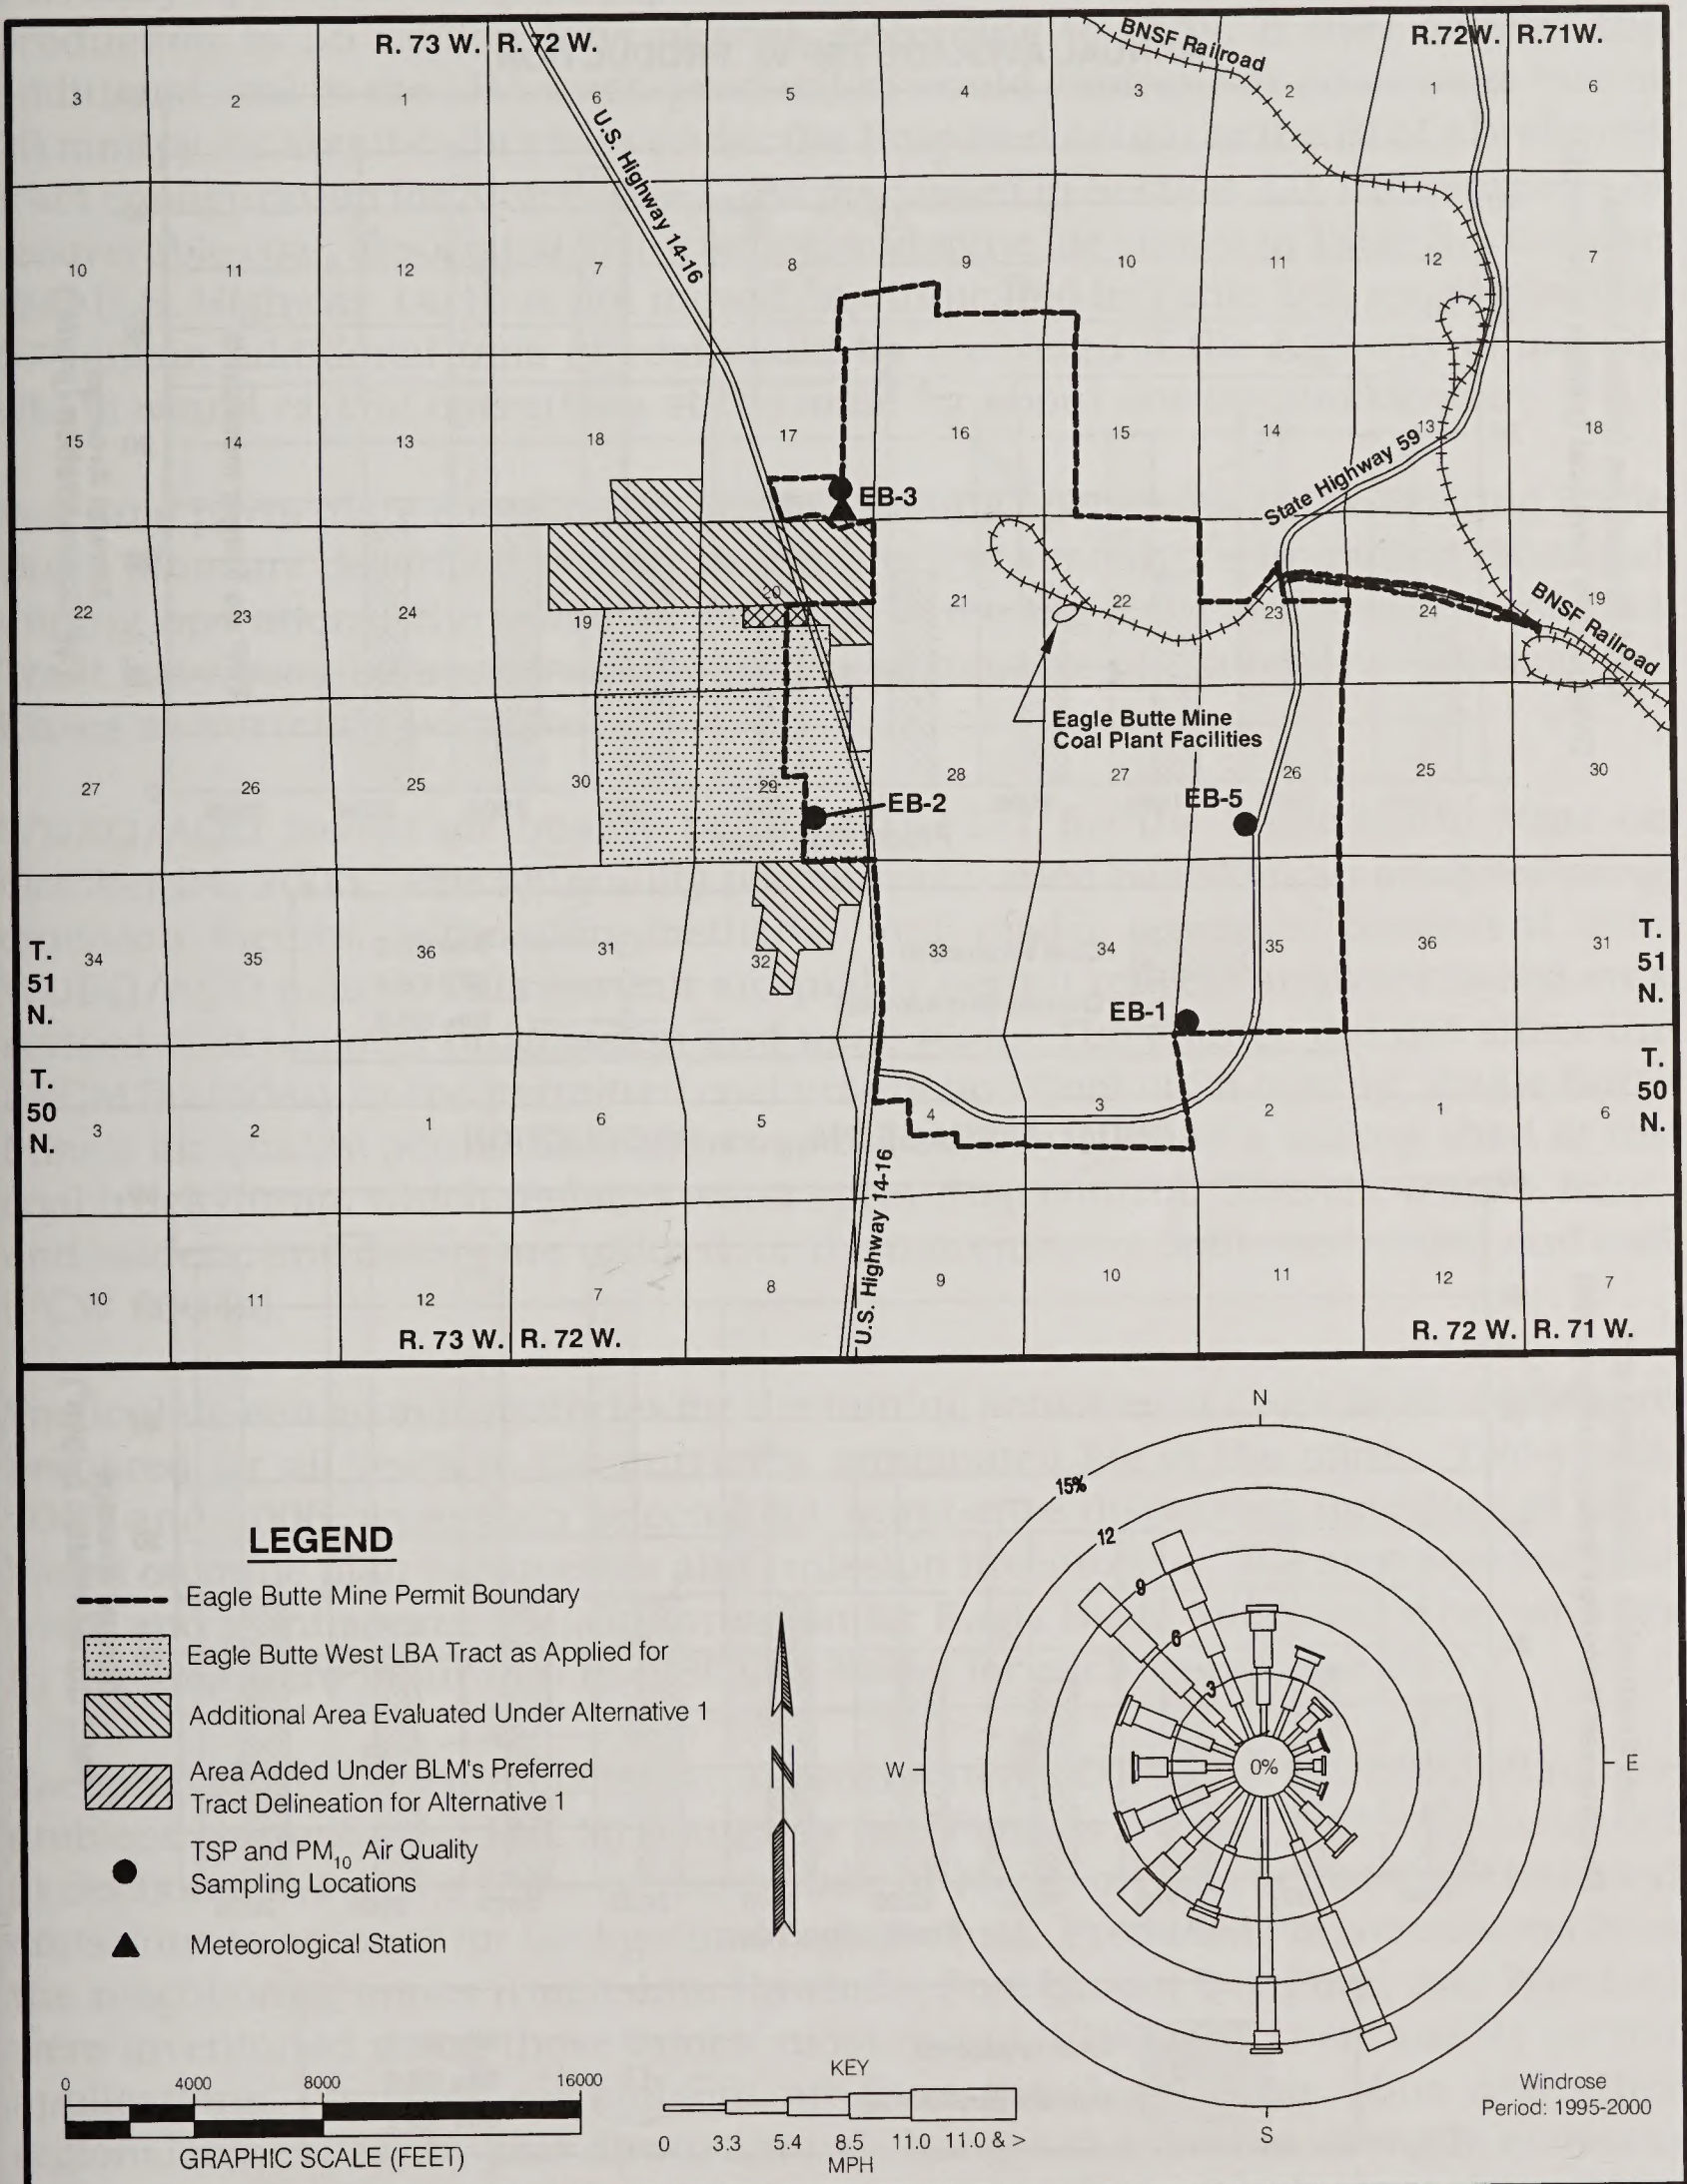 R. 73 W. R. 72 W.
R.72W. R.71W.
BNSF Railroad
3 2 1 6 5 4 3 2 1 6
U.S. Highway 14-16
10 11 12 7 8 9 10 11 12 7
15 14 13 18 17 16 15 14 13 18
State Highway 59
EB-3
22 23 24 19 20 21 22 23 24 19
BNSF Railroad
Eagle Butte Mine
Coal Plant Facilities
27 26 25 30 29 28 27 26 25 30
EB-2
EB-5
34 35 36 31 32 33 34 35 36 31
T.
51
N.
T.
51
N.
EB-1
T.
50
N.
T.
50
N.
3 2 1 6 5 4 3 2 1 6
U.S. Highway 14-16
10 11 12 7 8 9 10 11 12 7
R. 73 W. R. 72 W.
R. 72 W. R. 71 W.
LEGEND
Eagle Butte Mine Permit Boundary
Eagle Butte West LBA Tract as Applied for
Additional Area Evaluated Under Alternative 1
Area Added Under BLM's Preferred
Tract Delineation for Alternative 1
TSP and PM10 Air Quality
Sampling Locations
Meteorological Station
N
N
15%
12
9
6
3
0%
W
E
S
0 4000 8000 16000
GRAPHIC SCALE (FEET)
KEY
0 3.3 5.4 8.5 11.0 11.0 & >
MPH
Windrose
Period: 1995-2000